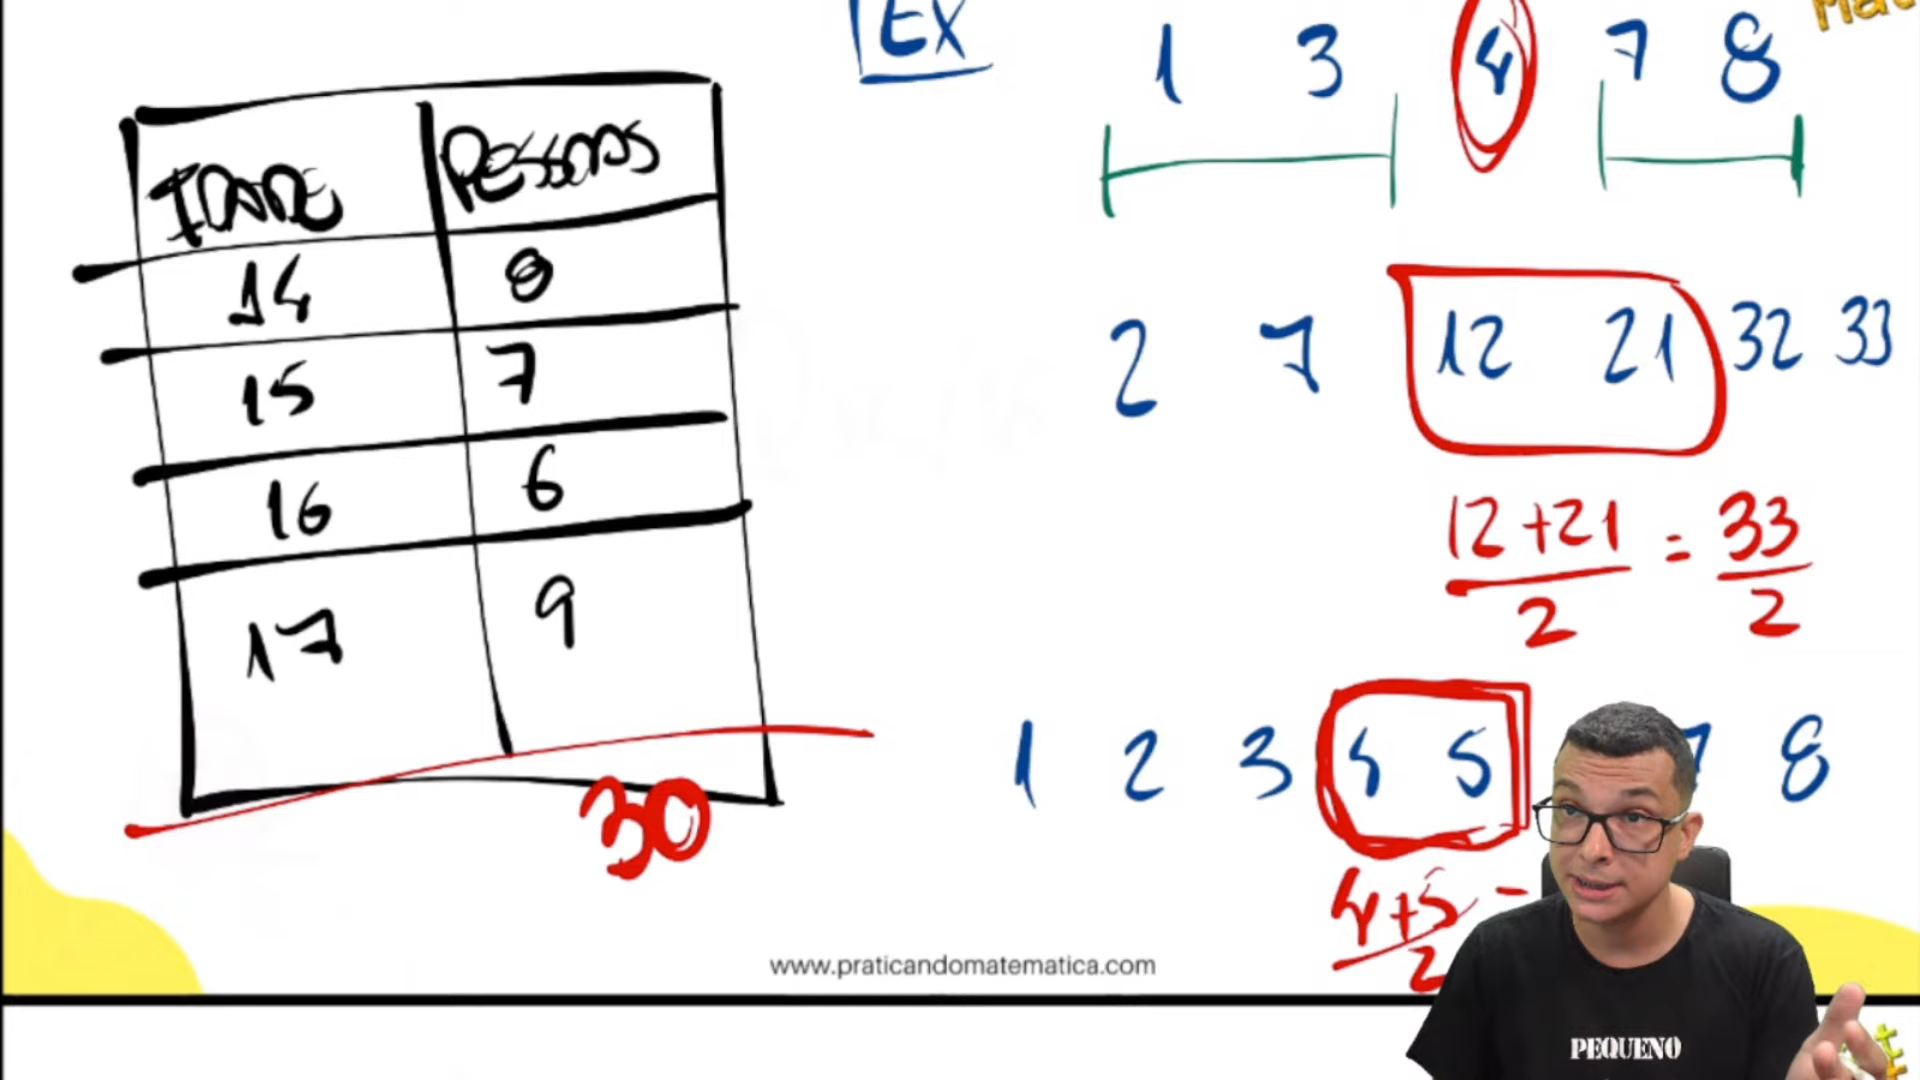 IDADE PESSOAS
14 8
15 7
16 6
17 9
30
EX
1 3 4 7 8
2 7 12 21 32 33
12+21 = 33
2 2
1 2 3 4 5 7 8
4+5 =
2
www.praticandomatematica.com
PEQUENO